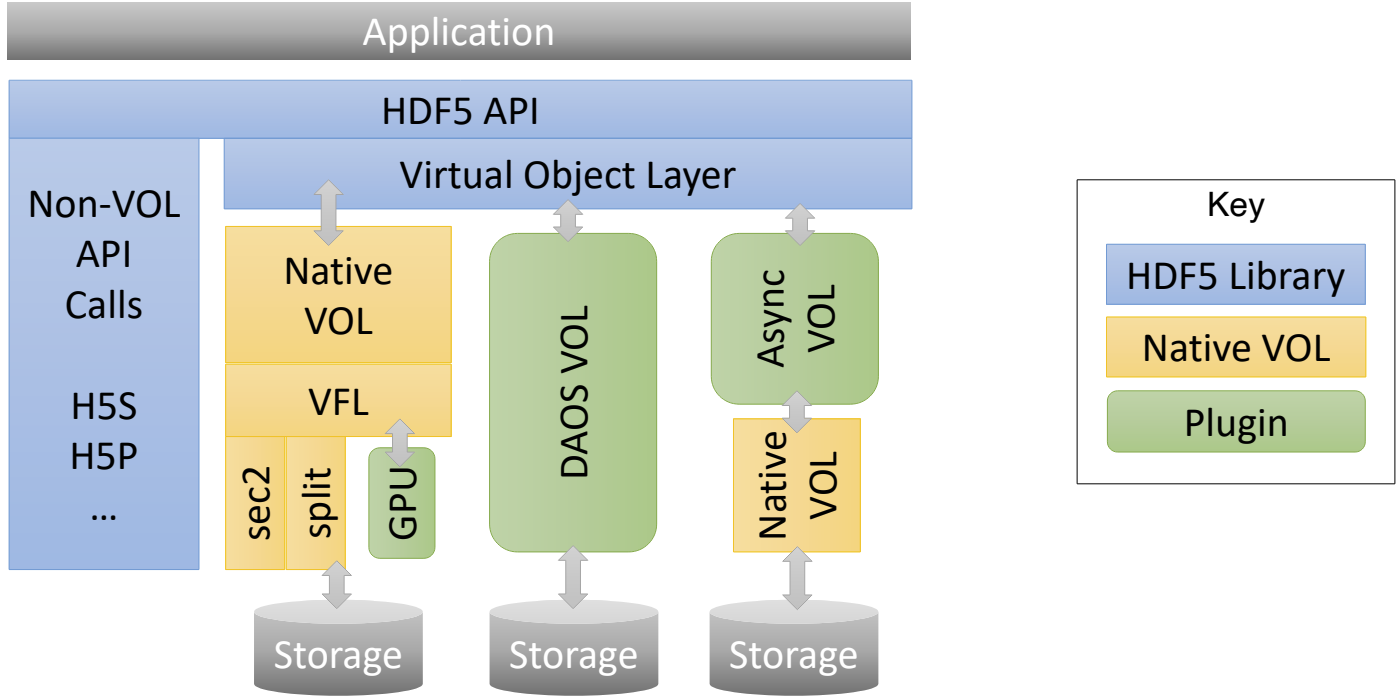 Application
HDF5 API
Virtual Object Layer
Non-VOL
API
Calls
H5S
H5P
...
Native
VOL
VFL
sec2
split
GPU
DAOS VOL
Async
VOL
Native
VOL
Storage
Storage
Storage
Key
HDF5 Library
Native VOL
Plugin